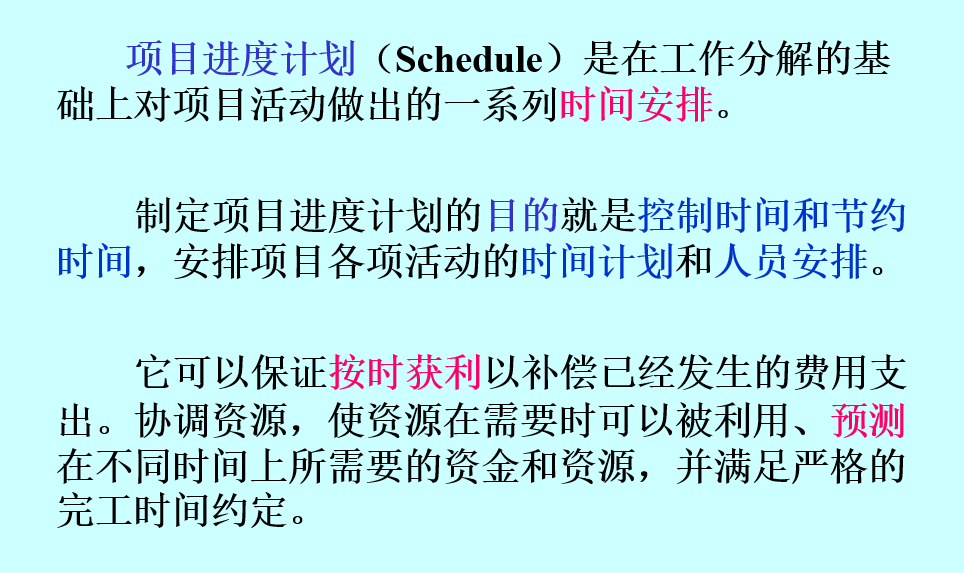 项目进度计划（Schedule）是在工作分解的基
础上对项目活动做出的一系列时间安排。
制定项目进度计划的目的就是控制时间和节约
时间，安排项目各项活动的时间计划和人员安排。
它可以保证按时获利以补偿已经发生的费用支
出。协调资源，使资源在需要时可以被利用、预测
在不同时间上所需要的资金和资源，并满足严格的
完工时间约定。